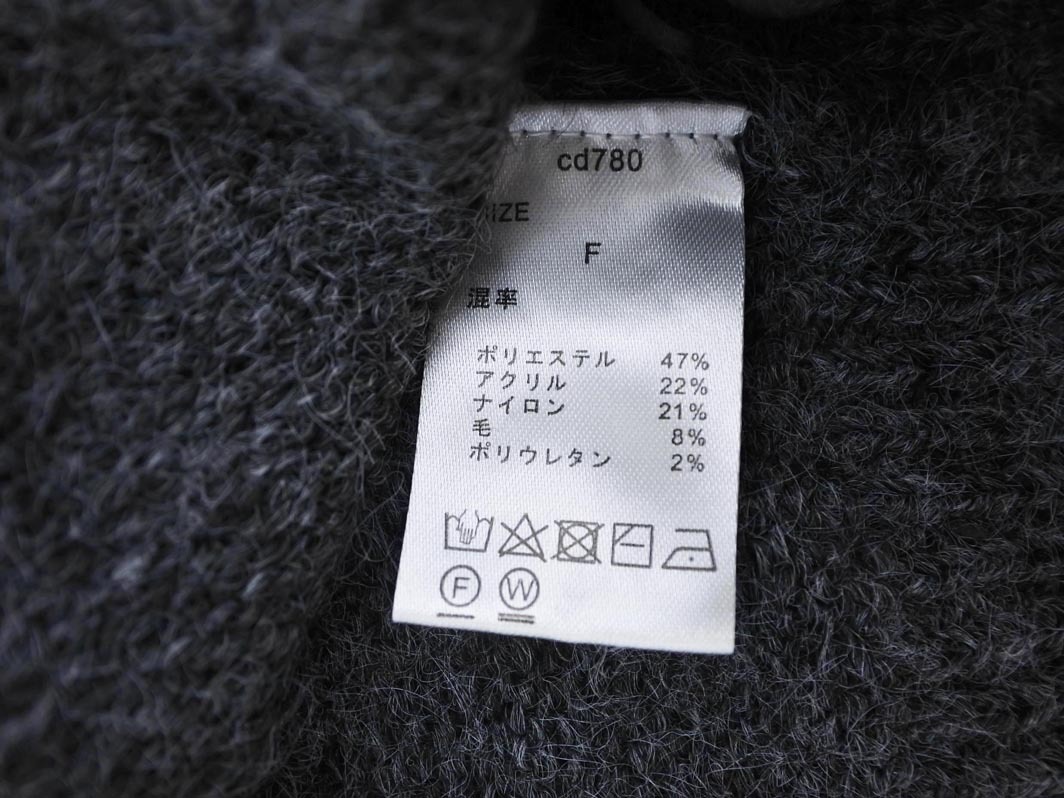 cd780
SIZE
F
混率
ポリエステル 47%
アクリル 22%
ナイロン 21%
毛 8%
ポリウレタン 2%
F W